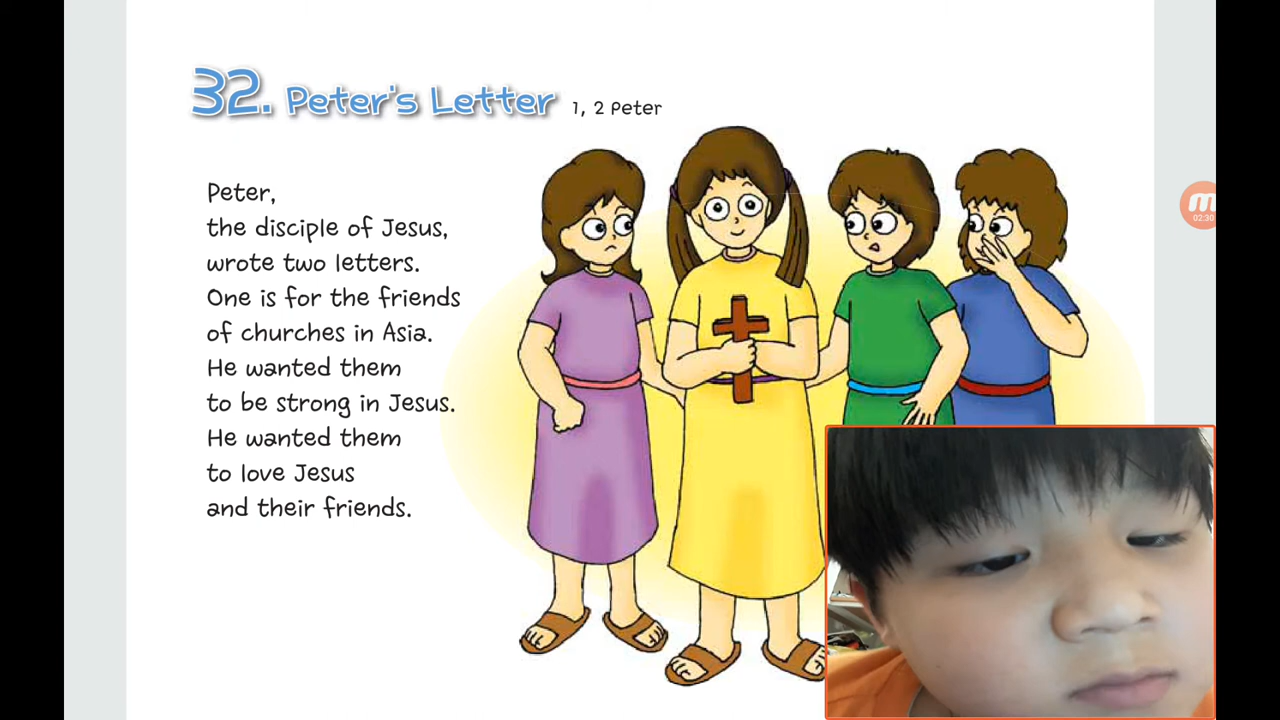 32. Peter's Letter 1, 2 Peter
Peter,
the disciple of Jesus,
wrote two letters.
One is for the friends
of churches in Asia.
He wanted them
to be strong in Jesus.
He wanted them
to love Jesus
and their friends.
m
02:30